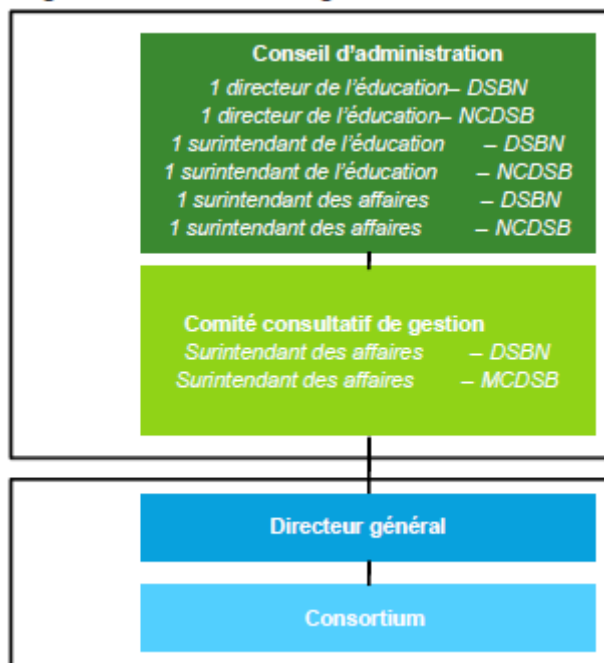 Conseil d'administration
1 directeur de l'éducation– DSBN
1 directeur de l'éducation– NCDSB
1 surintendant de l'éducation – DSBN
1 surintendant de l'éducation – NCDSB
1 surintendant des affaires – DSBN
1 surintendant des affaires – NCDSB
Comité consultatif de gestion
Surintendant des affaires – DSBN
Surintendant des affaires – MCDSB
Directeur général
Consortium